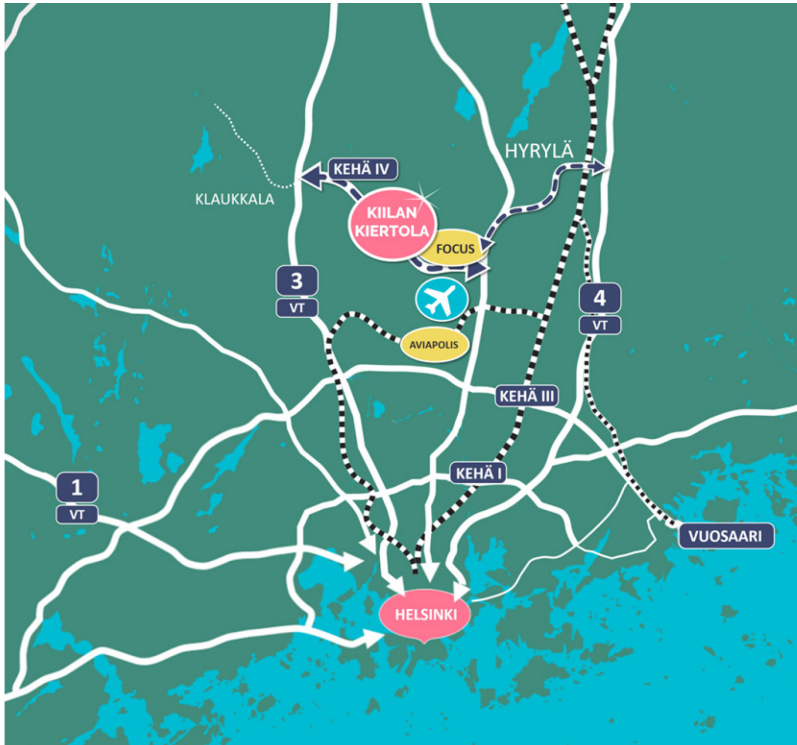 HYRYLÄ
KEHÄ IV
KLAUKKALA
KIILAN
KIERTOLA
FOCUS
3
VT
4
VT
AVIAPOLIS
KEHÄ III
KEHÄ I
1
VT
VUOSAARI
HELSINKI